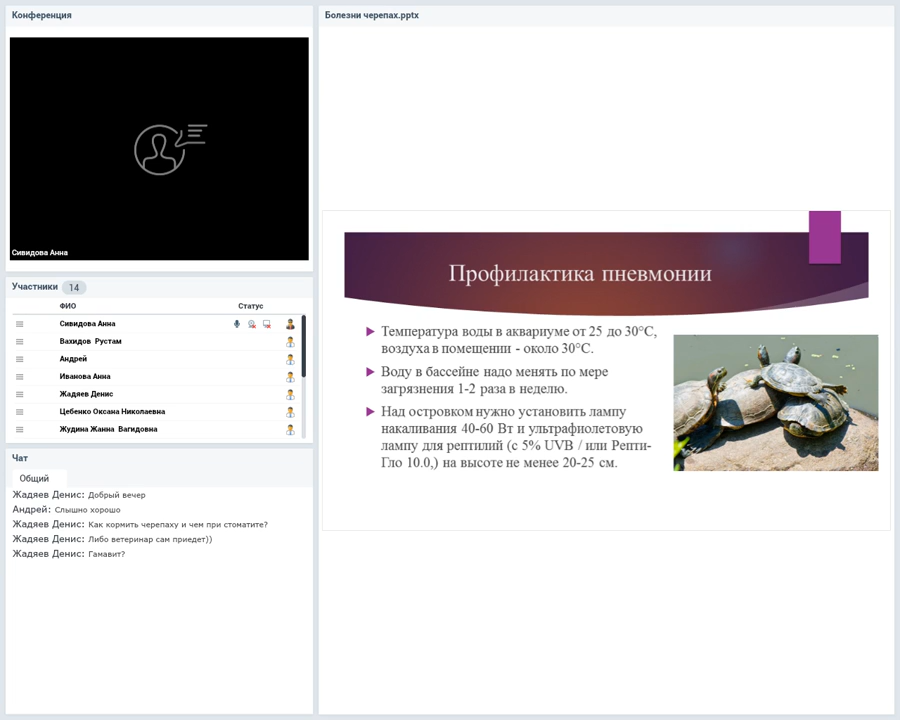 Конференция
Сивидова Анна
Участники 14
ФИО Статус
Сивидова Анна
Вахидов Рустам
Андрей
Иванова Анна
Жадяев Денис
Цебенко Оксана Николаевна
Жудина Жанна Вагидовна
Чат
Общий
Жадяев Денис: Добрый вечер
Андрей: Слышно хорошо
Жадяев Денис: Как кормить черепаху и чем при стоматите?
Жадяев Денис: Либо ветеринар сам приедет))
Жадяев Денис: Гамавит?
Болезни черепах.pptx
Профилактика пневмонии
Температура воды в аквариуме от 25 до 30°С,
воздуха в помещении - около 30°С.
Воду в бассейне надо менять по мере
загрязнения 1-2 раза в неделю.
Над островком нужно установить лампу
накаливания 40-60 Вт и ультрафиолетовую
лампу для рептилий (с 5% UVB / или Репти-
Гло 10.0,) на высоте не менее 20-25 см.